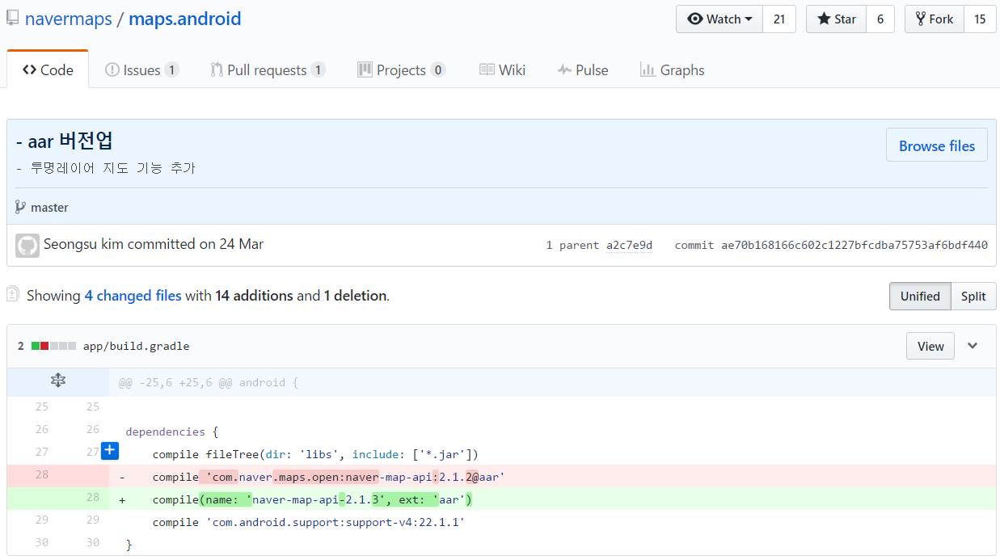 navermaps / maps.android
Watch 21 Star 6 Fork 15
Code Issues 1 Pull requests 1 Projects 0 Wiki Pulse Graphs
- aar 버전업
Browse files
- 투명레이어 지도 기능 추가
master
Seongsu kim committed on 24 Mar 1 parent a2c7e9d commit ae70b168166c602c1227bfcdba75753af6bdf440
Showing 4 changed files with 14 additions and 1 deletion. Unified Split
2 app/build.gradle View
@@ -25,6 +25,6 @@ android {
25 25
26 26 dependencies {
27 27 + compile fileTree(dir: 'libs', include: ['*.jar'])
28 - compile 'com.naver.maps.open:naver-map-api:2.1.2@aar'
28 + compile(name: 'naver-map-api-2.1.3', ext: 'aar')
29 29 compile 'com.android.support:support-v4:22.1.1'
30 30 }